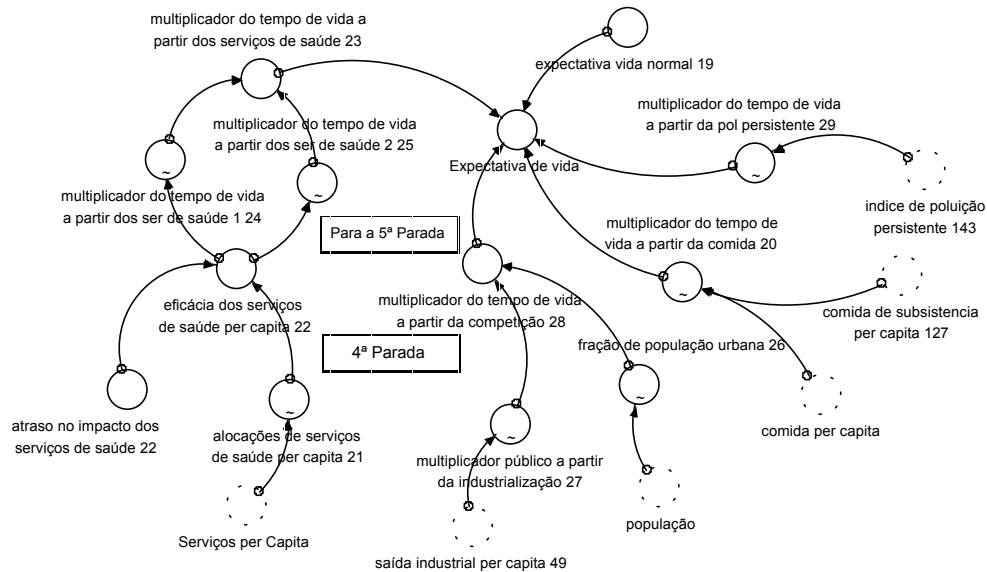 multiplicador do tempo de vida a
partir dos serviços de saúde 23
expectativa vida normal 19
multiplicador do tempo de vida
a partir da pol persistente 29
multiplicador do tempo de vida
a partir dos ser de saúde 2 25
Expectativa de vida
multiplicador do tempo de vida
a partir dos ser de saúde 1 24
indice de poluição
persistente 143
multiplicador do tempo de
vida a partir da comida 20
Para a 5ª Parada
eficácia dos serviços
de saúde per capita 22
multiplicador do tempo de vida
a partir da competição 28
comida de subsistencia
per capita 127
4ª Parada
fração de população urbana 26
atraso no impacto dos
serviços de saúde 22
alocações de serviços
de saúde per capita 21
comida per capita
multiplicador público a partir
da industrialização 27
população
Serviços per Capita
saída industrial per capita 49
~
~
~
~
~
~
~